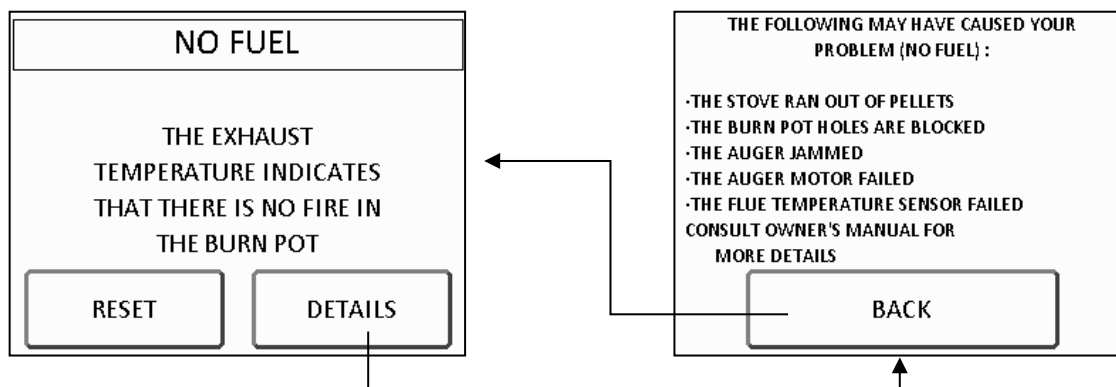 NO FUEL
THE EXHAUST
TEMPERATURE INDICATES
THAT THERE IS NO FIRE IN
THE BURN POT
RESET
DETAILS
THE FOLLOWING MAY HAVE CAUSED YOUR
PROBLEM (NO FUEL) :
·THE STOVE RAN OUT OF PELLETS
·THE BURN POT HOLES ARE BLOCKED
·THE AUGER JAMMED
·THE AUGER MOTOR FAILED
·THE FLUE TEMPERATURE SENSOR FAILED
CONSULT OWNER'S MANUAL FOR
MORE DETAILS
BACK